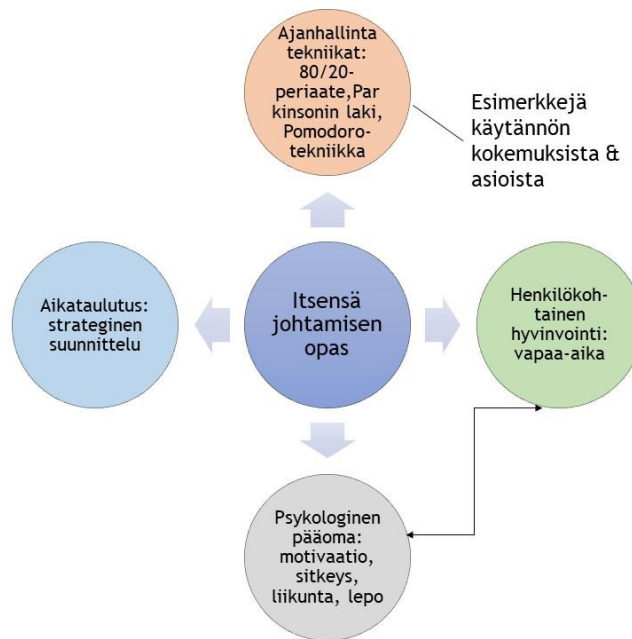 Ajanhallinta
tekniikat:
80/20-
periaate,Par
kinsonin laki,
Pomodoro-
tekniikka
Esimerkkejä
käytännön
kokemuksista &
asioista
Aikataulutus:
strateginen
suunnittelu
Itsensä
johtamisen
opas
Henkilökoh-
tainen
hyvinvointi:
vapaa-aika
Psykologinen
pääoma:
motivaatio,
sitkeys,
liikunta, lepo